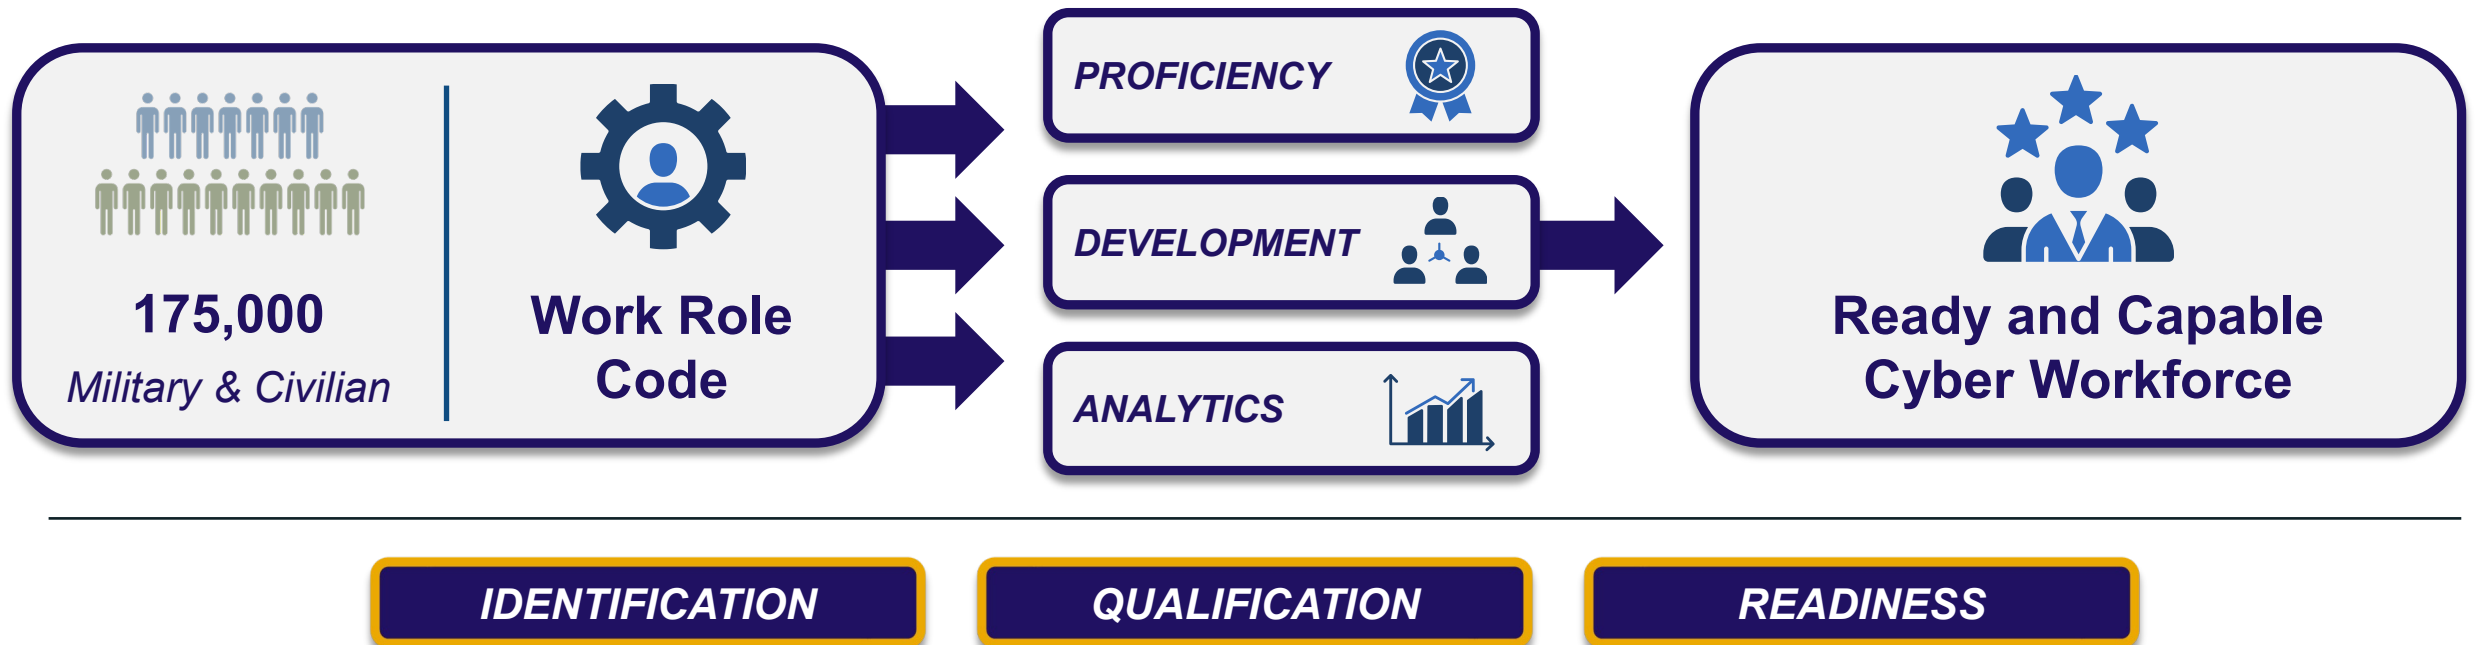 175,000
Military & Civilian
Work Role
Code
PROFICIENCY
DEVELOPMENT
ANALYTICS
Ready and Capable
Cyber Workforce
IDENTIFICATION
QUALIFICATION
READINESS